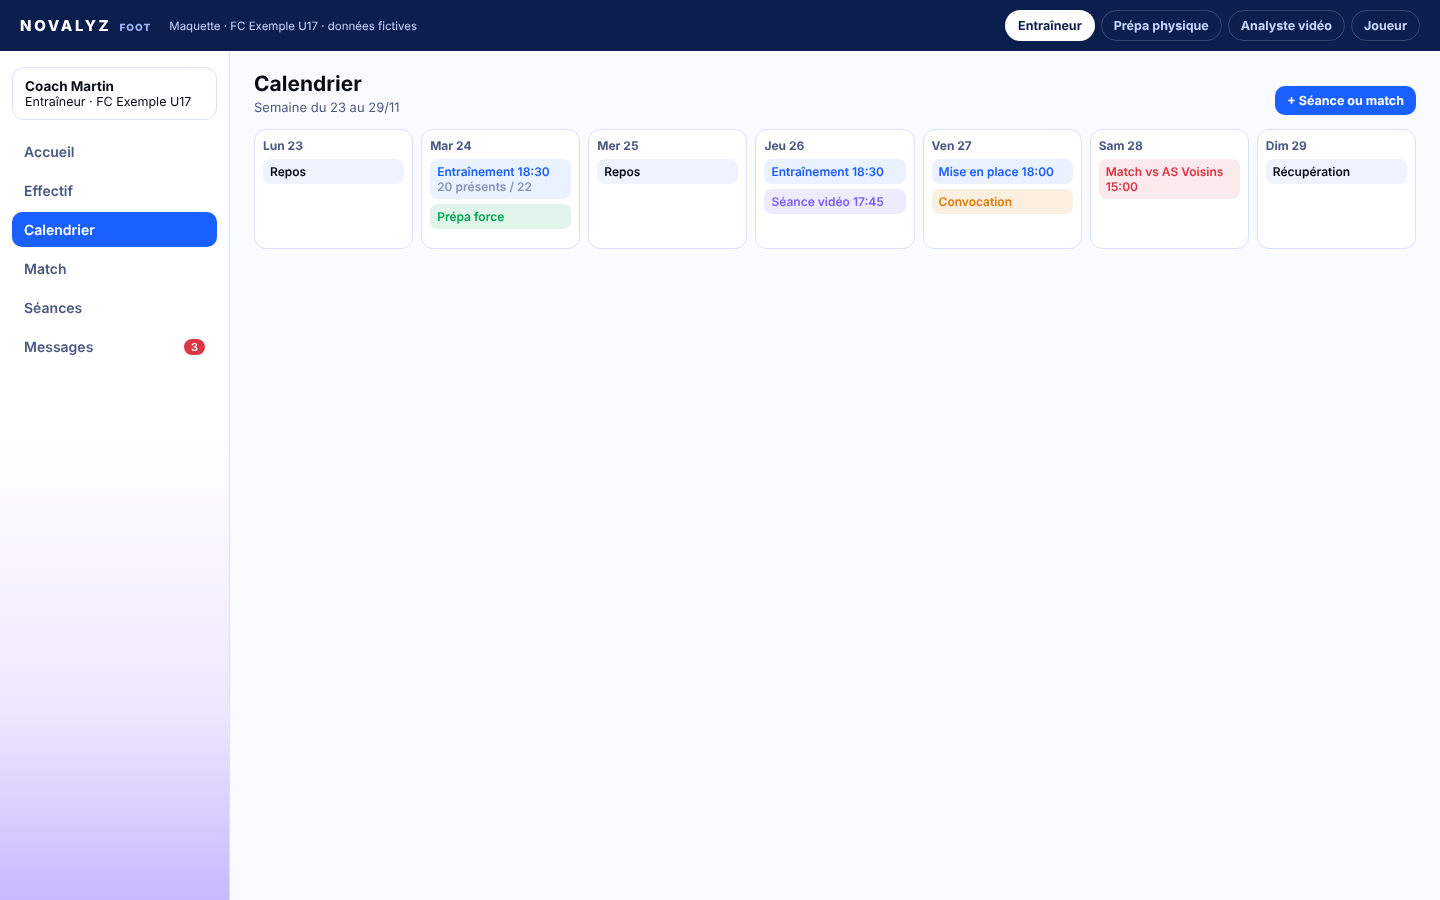 NOVALYZ FOOT
Maquette · FC Exemple U17 · données fictives
Entraîneur
Prépa physique
Analyste vidéo
Joueur
Coach Martin
Entraîneur · FC Exemple U17
Accueil
Effectif
Calendrier
Match
Séances
Messages
3
Calendrier
Semaine du 23 au 29/11
+ Séance ou match
Lun 23
Repos
Mar 24
Entraînement 18:30
20 présents / 22
Prépa force
Mer 25
Repos
Jeu 26
Entraînement 18:30
Séance vidéo 17:45
Ven 27
Mise en place 18:00
Convocation
Sam 28
Match vs AS Voisins
15:00
Dim 29
Récupération